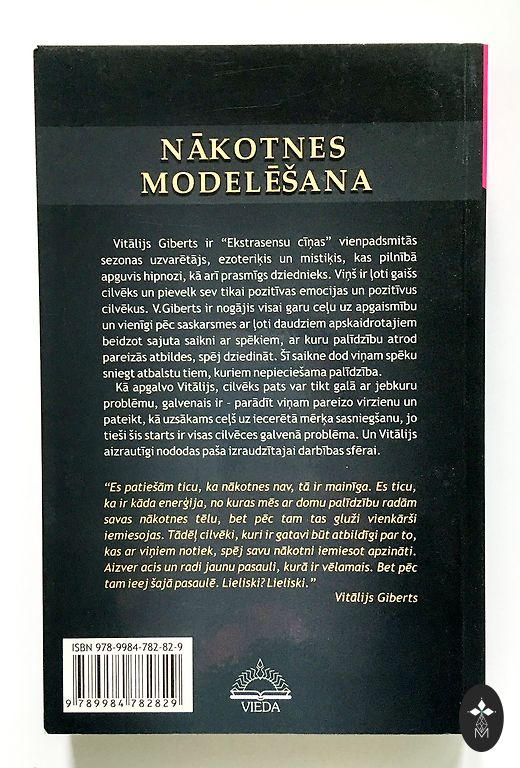 NĀKOTNES
MODELĒŠANA
Vitālijs Giberts ir “Ekstrasensu cīņas” vienpadsmitās
sezonas uzvarētājs, ezoteriķis un mistiķis, kas pilnībā
apguvis hipnozi, kā arī prasmīgs dziednieks. Viņš ir ļoti gaišs
cilvēks un pievelk sev tikai pozitīvas emocijas un pozitīvus
cilvēkus. V.Giberts ir nogājis visai garu ceļu uz apgaismību
un vienīgi pēc saskarsmes ar ļoti daudziem apskaidrotajiem
beidzot sajuta saikni ar spēkiem, ar kuru palīdzību atrod
pareizās atbildes, spēj dziedināt. Šī saikne dod viņam spēku
sniegt atbalstu tiem, kuriem nepieciešama palīdzība.
Kā apgalvo Vitālijs, cilvēks pats var tikt galā ar jebkuru
problēmu, galvenais ir – parādīt viņam pareizo virzienu un
pateikt, kā uzsākams ceļš uz iecerētā mērķa sasniegšanu, jo
tieši šis starts ir visas cilvēces galvenā problēma. Un Vitālijs
aizrautīgi nododas paša izraudzītajai darbības sfērai.
“Es patiešām ticu, ka nākotnes nav, tā ir mainīga. Es ticu,
ka ir kāda enerģija, no kuras mēs ar domu palīdzību radām
savas nākotnes tēlu, bet pēc tam tas gluži vienkārši
iemiesojas. Tādēļ cilvēki, kuri ir gatavi būt atbildīgi par to,
kas ar viņiem notiek, spēj savu nākotni iemiesot apzināti.
Aizver acis un radi jaunu pasauli, kurā ir vēlamais. Bet pēc
tam ieej šajā pasaulē. Lieliski? Lieliski.”
Vitālijs Giberts
ISBN 978-9984-782-82-9
9 789984 782829
VIEDA
M